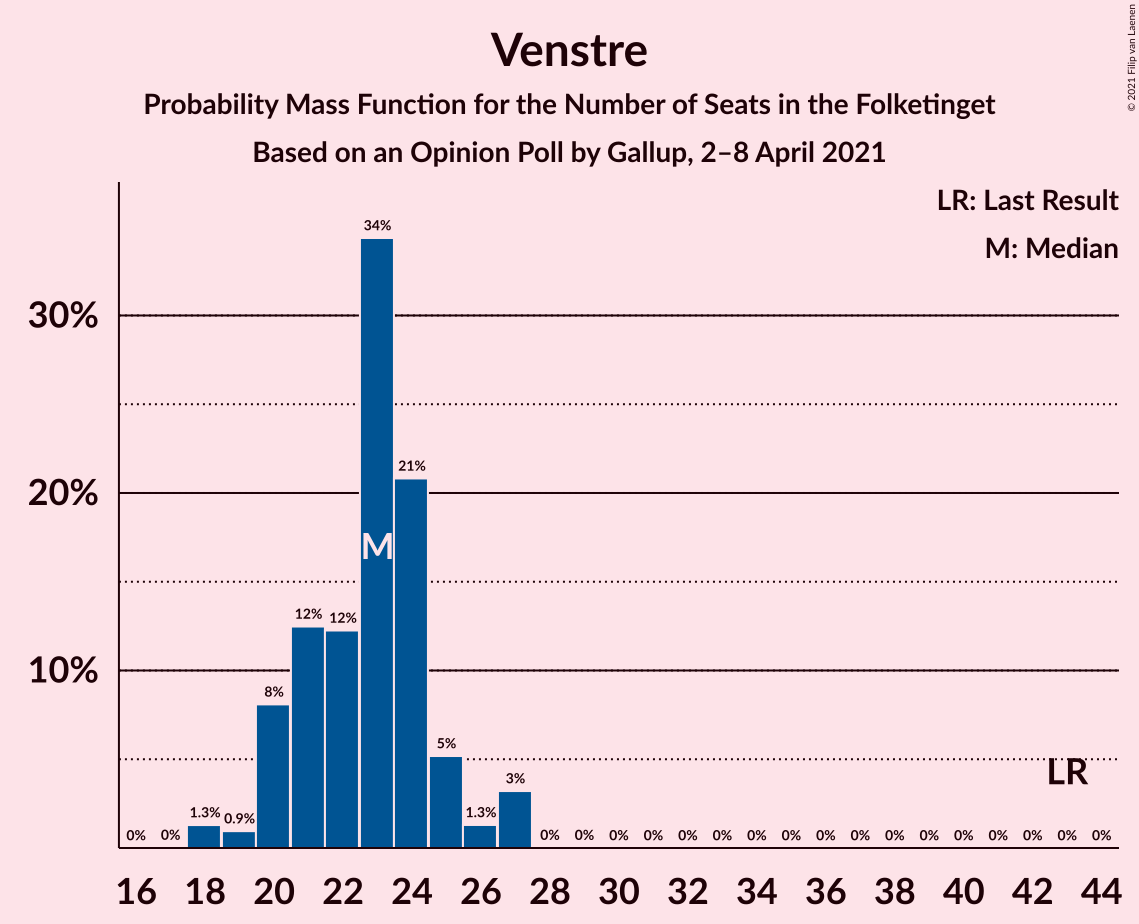 © 2021 Filip van Laenen
Venstre
Probability Mass Function for the Number of Seats in the Folketinget
Based on an Opinion Poll by Gallup, 2–8 April 2021
LR: Last Result
M: Median
34%
30%
21%
20%
M
12% 12%
10%
8%
5%
LR
3%
0% 0% 1.3% 0.9% 1.3% 0% 0% 0% 0% 0% 0% 0% 0% 0% 0% 0% 0% 0% 0% 0% 0% 0%
16 18 20 22 24 26 28 30 32 34 36 38 40 42 44